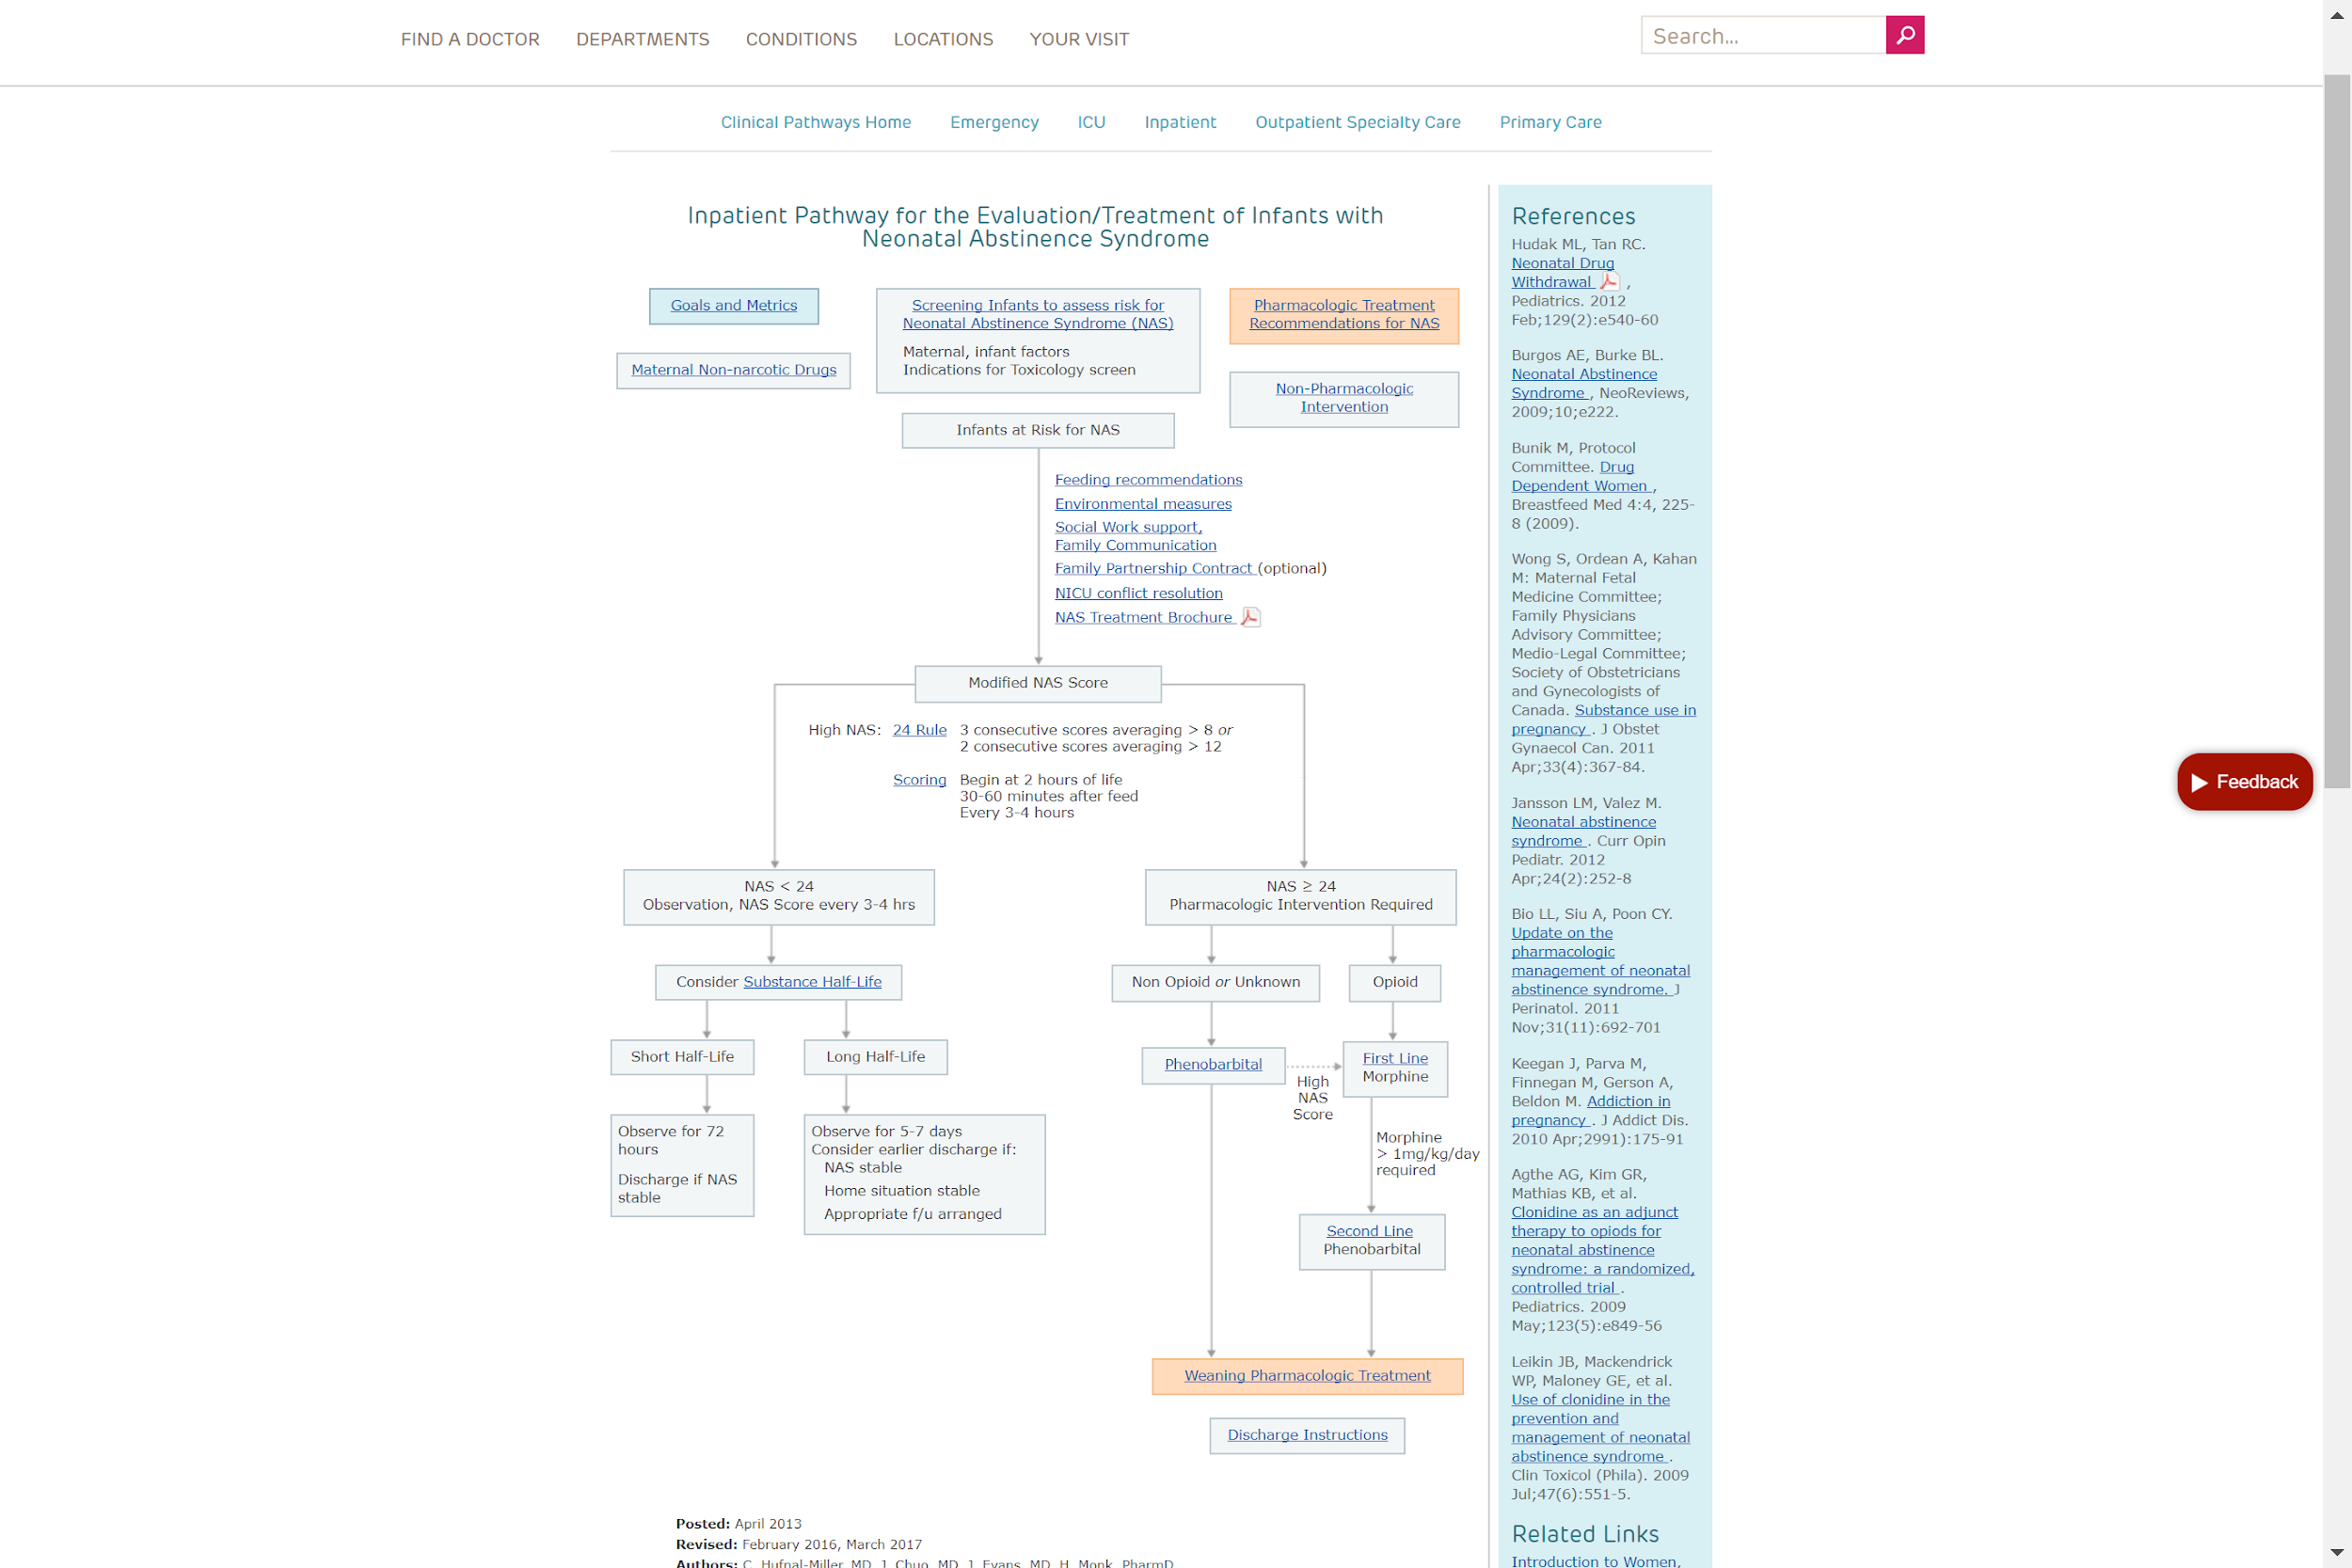 FIND A DOCTOR DEPARTMENTS CONDITIONS LOCATIONS YOUR VISIT
Search...
Clinical Pathways Home Emergency ICU Inpatient Outpatient Specialty Care Primary Care
Inpatient Pathway for the Evaluation/Treatment of Infants with
Neonatal Abstinence Syndrome
Goals and Metrics
Maternal Non-narcotic Drugs
Screening Infants to assess risk for
Neonatal Abstinence Syndrome (NAS)
Maternal, infant factors
Indications for Toxicology screen
Pharmacologic Treatment
Recommendations for NAS
Non-Pharmacologic
Intervention
Infants at Risk for NAS
Feeding recommendations
Environmental measures
Social Work support,
Family Communication
Family Partnership Contract (optional)
NICU conflict resolution
NAS Treatment Brochure
Modified NAS Score
High NAS: 24 Rule 3 consecutive scores averaging > 8 or
2 consecutive scores averaging > 12
Scoring Begin at 2 hours of life
30-60 minutes after feed
Every 3-4 hours
NAS < 24
Observation, NAS Score every 3-4 hrs
NAS ≥ 24
Pharmacologic Intervention Required
Consider Substance Half-Life
Non Opioid or Unknown
Opioid
Short Half-Life
Long Half-Life
Phenobarbital
High
NAS
Score
First Line
Morphine
Observe for 72
hours
Discharge if NAS
stable
Observe for 5-7 days
Consider earlier discharge if:
NAS stable
Home situation stable
Appropriate f/u arranged
Morphine
> 1mg/kg/day
required
Second Line
Phenobarbital
Weaning Pharmacologic Treatment
Discharge Instructions
Posted: April 2013
Revised: February 2016, March 2017
Authors: C. Hufnal-Miller, MD, J. Chuo, MD, J. Evans, MD, H. Monk, PharmD
References
Hudak ML, Tan RC.
Neonatal Drug
Withdrawal ,
Pediatrics. 2012
Feb;129(2):e540-60
Burgos AE, Burke BL.
Neonatal Abstinence
Syndrome , NeoReviews,
2009;10;e222.
Bunik M, Protocol
Committee. Drug
Dependent Women ,
Breastfeed Med 4:4, 225-
8 (2009).
Wong S, Ordean A, Kahan
M: Maternal Fetal
Medicine Committee;
Family Physicians
Advisory Committee;
Medio-Legal Committee;
Society of Obstetricians
and Gynecologists of
Canada. Substance use in
pregnancy . J Obstet
Gynaecol Can. 2011
Apr;33(4):367-84.
Jansson LM, Valez M.
Neonatal abstinence
syndrome . Curr Opin
Pediatr. 2012
Apr;24(2):252-8
Bio LL, Siu A, Poon CY.
Update on the
pharmacologic
management of neonatal
abstinence syndrome. J
Perinatol. 2011
Nov;31(11):692-701
Keegan J, Parva M,
Finnegan M, Gerson A,
Beldon M. Addiction in
pregnancy . J Addict Dis.
2010 Apr;2991):175-91
Agthe AG, Kim GR,
Mathias KB, et al.
Clonidine as an adjunct
therapy to opiods for
neonatal abstinence
syndrome: a randomized,
controlled trial .
Pediatrics. 2009
May;123(5):e849-56
Leikin JB, Mackendrick
WP, Maloney GE, et al.
Use of clonidine in the
prevention and
management of neonatal
abstinence syndrome .
Clin Toxicol (Phila). 2009
Jul;47(6):551-5.
Related Links
Introduction to Women,
Feedback